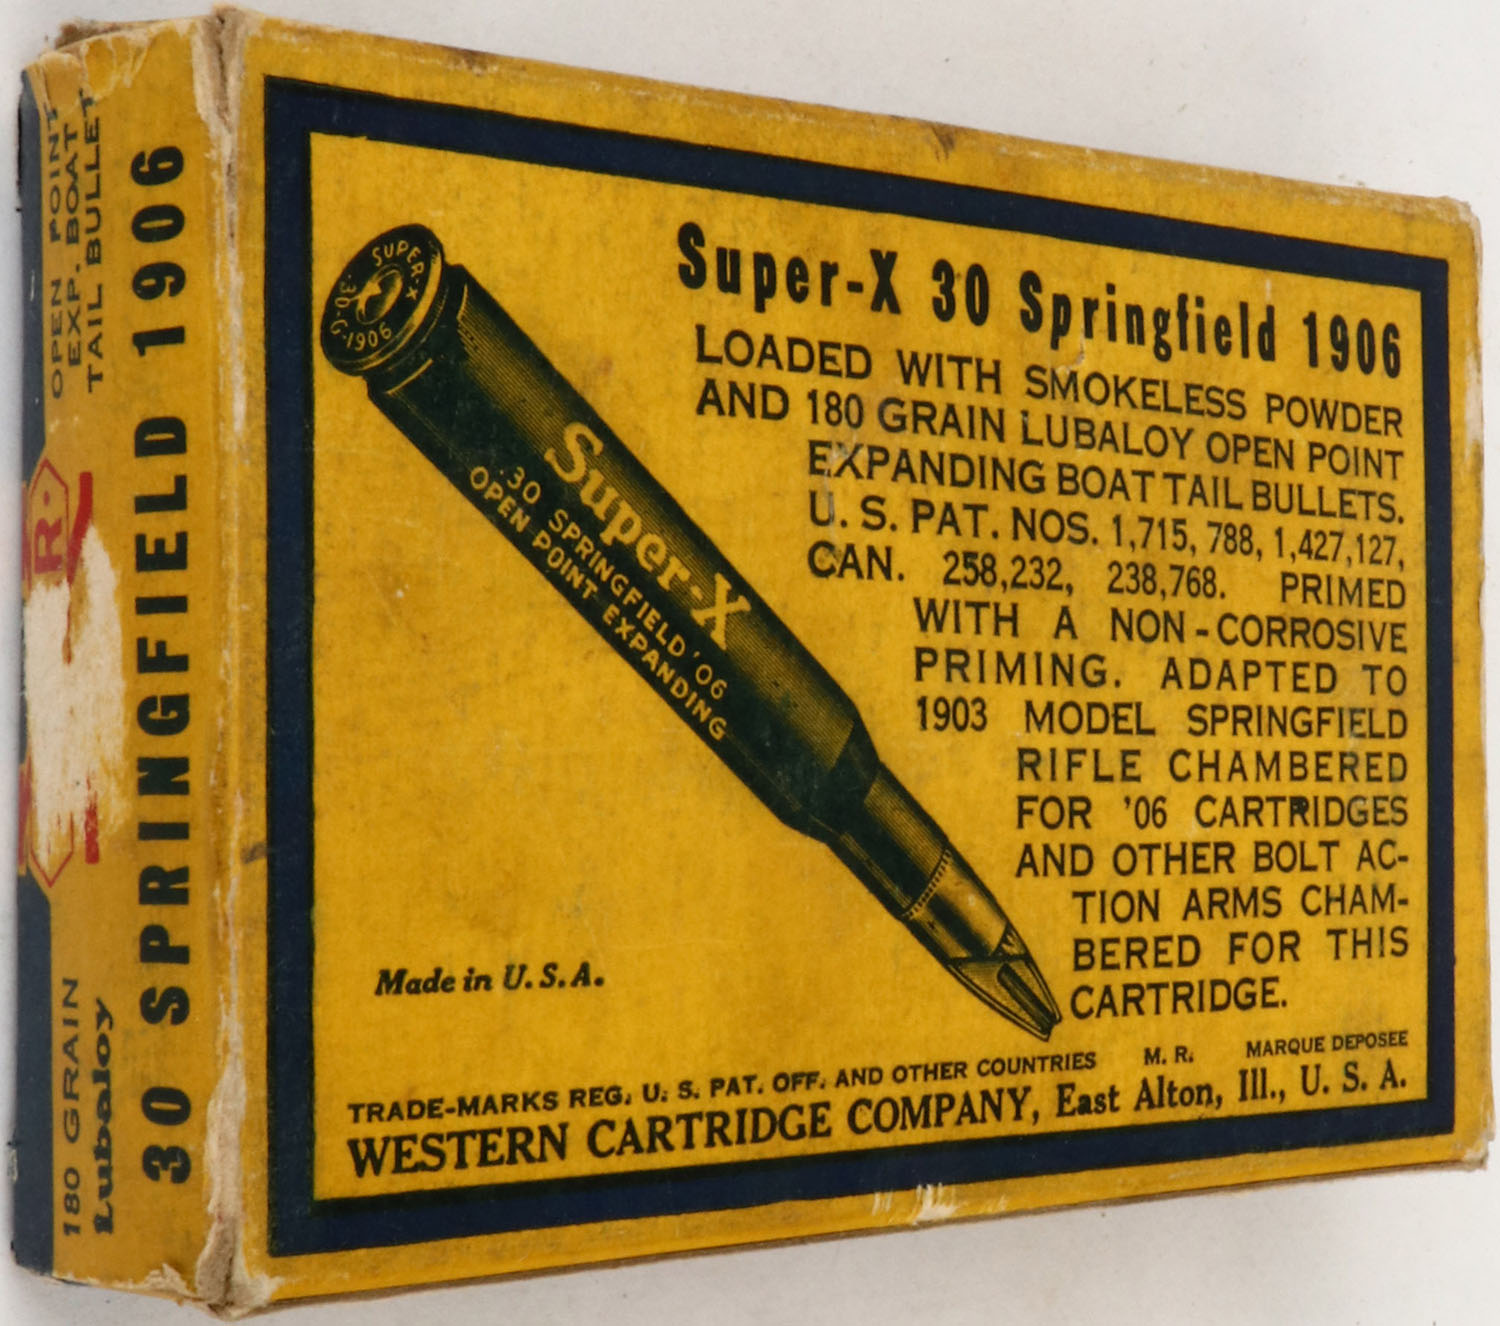 OPEN POINT
EXP. BOAT
TAIL BULLET
30 SPRINGFIELD 1906
R.
180 GRAIN
Lubaloy
SUPER-X
.30-G-1906
Super-X
.30 SPRINGFIELD '06
OPEN POINT EXPANDING
Super-X 30 Springfield 1906
LOADED WITH SMOKELESS POWDER
AND 180 GRAIN LUBALOY OPEN POINT
EXPANDING BOAT TAIL BULLETS.
U. S. PAT. NOS. 1,715,788, 1,427,127,
CAN. 258,232, 238,768. PRIMED
WITH A NON-CORROSIVE
PRIMING. ADAPTED TO
1903 MODEL SPRINGFIELD
RIFLE CHAMBERED
FOR '06 CARTRIDGES
AND OTHER BOLT AC-
TION ARMS CHAM-
BERED FOR THIS
CARTRIDGE.
Made in U. S. A.
TRADE-MARKS REG. U. S. PAT. OFF. AND OTHER COUNTRIES M. R. MARQUE DEPOSEE
WESTERN CARTRIDGE COMPANY, East Alton, Ill., U. S. A.